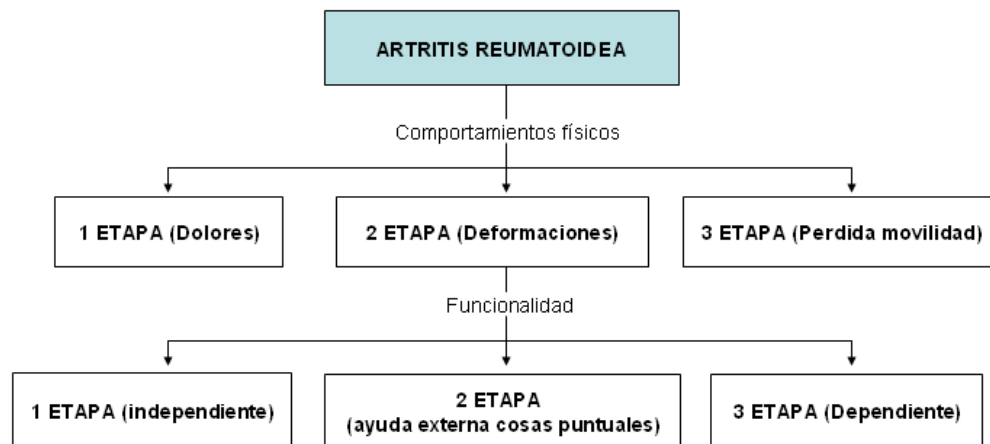 ARTRITIS REUMATOIDEA
Comportamientos físicos
1 ETAPA (Dolores)
2 ETAPA (Deformaciones)
3 ETAPA (Perdida movilidad)
Funcionalidad
1 ETAPA (independiente)
2 ETAPA
(ayuda externa cosas puntuales)
3 ETAPA (Dependiente)